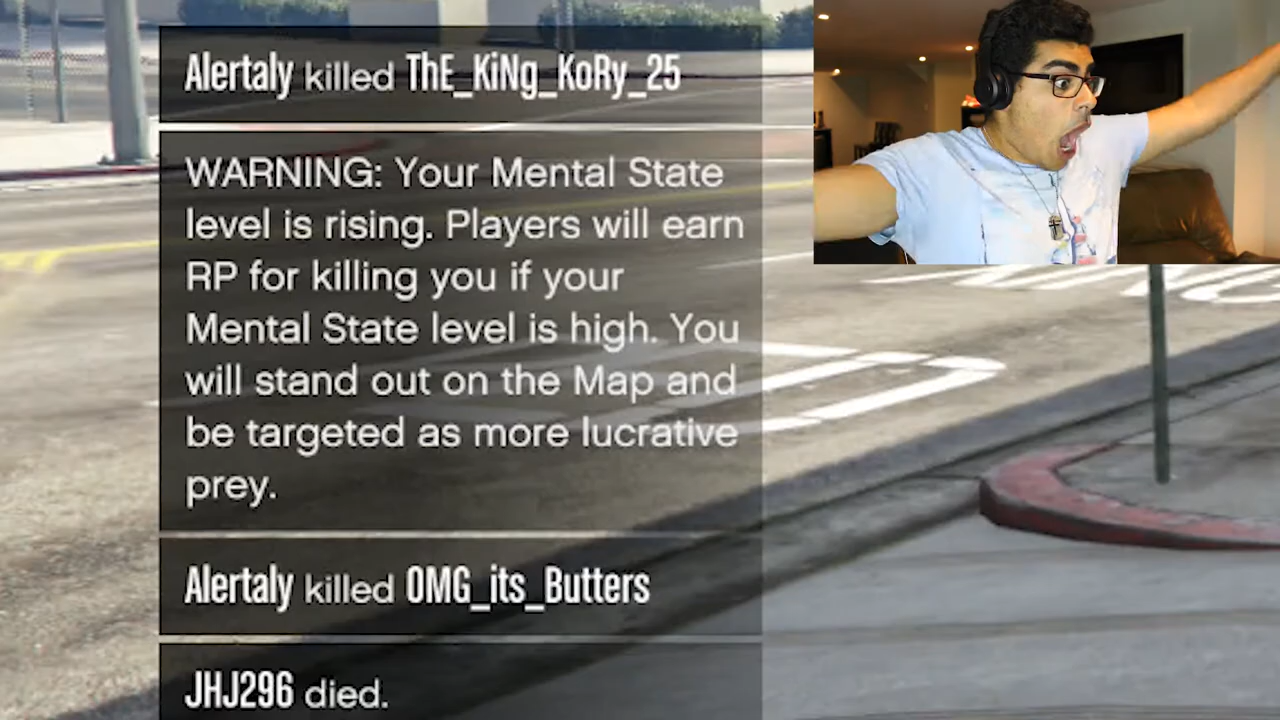 Alertaly killed ThE_KiNg_KoRy_25
WARNING: Your Mental State
level is rising. Players will earn
RP for killing you if your
Mental State level is high. You
will stand out on the Map and
be targeted as more lucrative
prey.
Alertaly killed OMG_its_Butters
JHJ296 died.